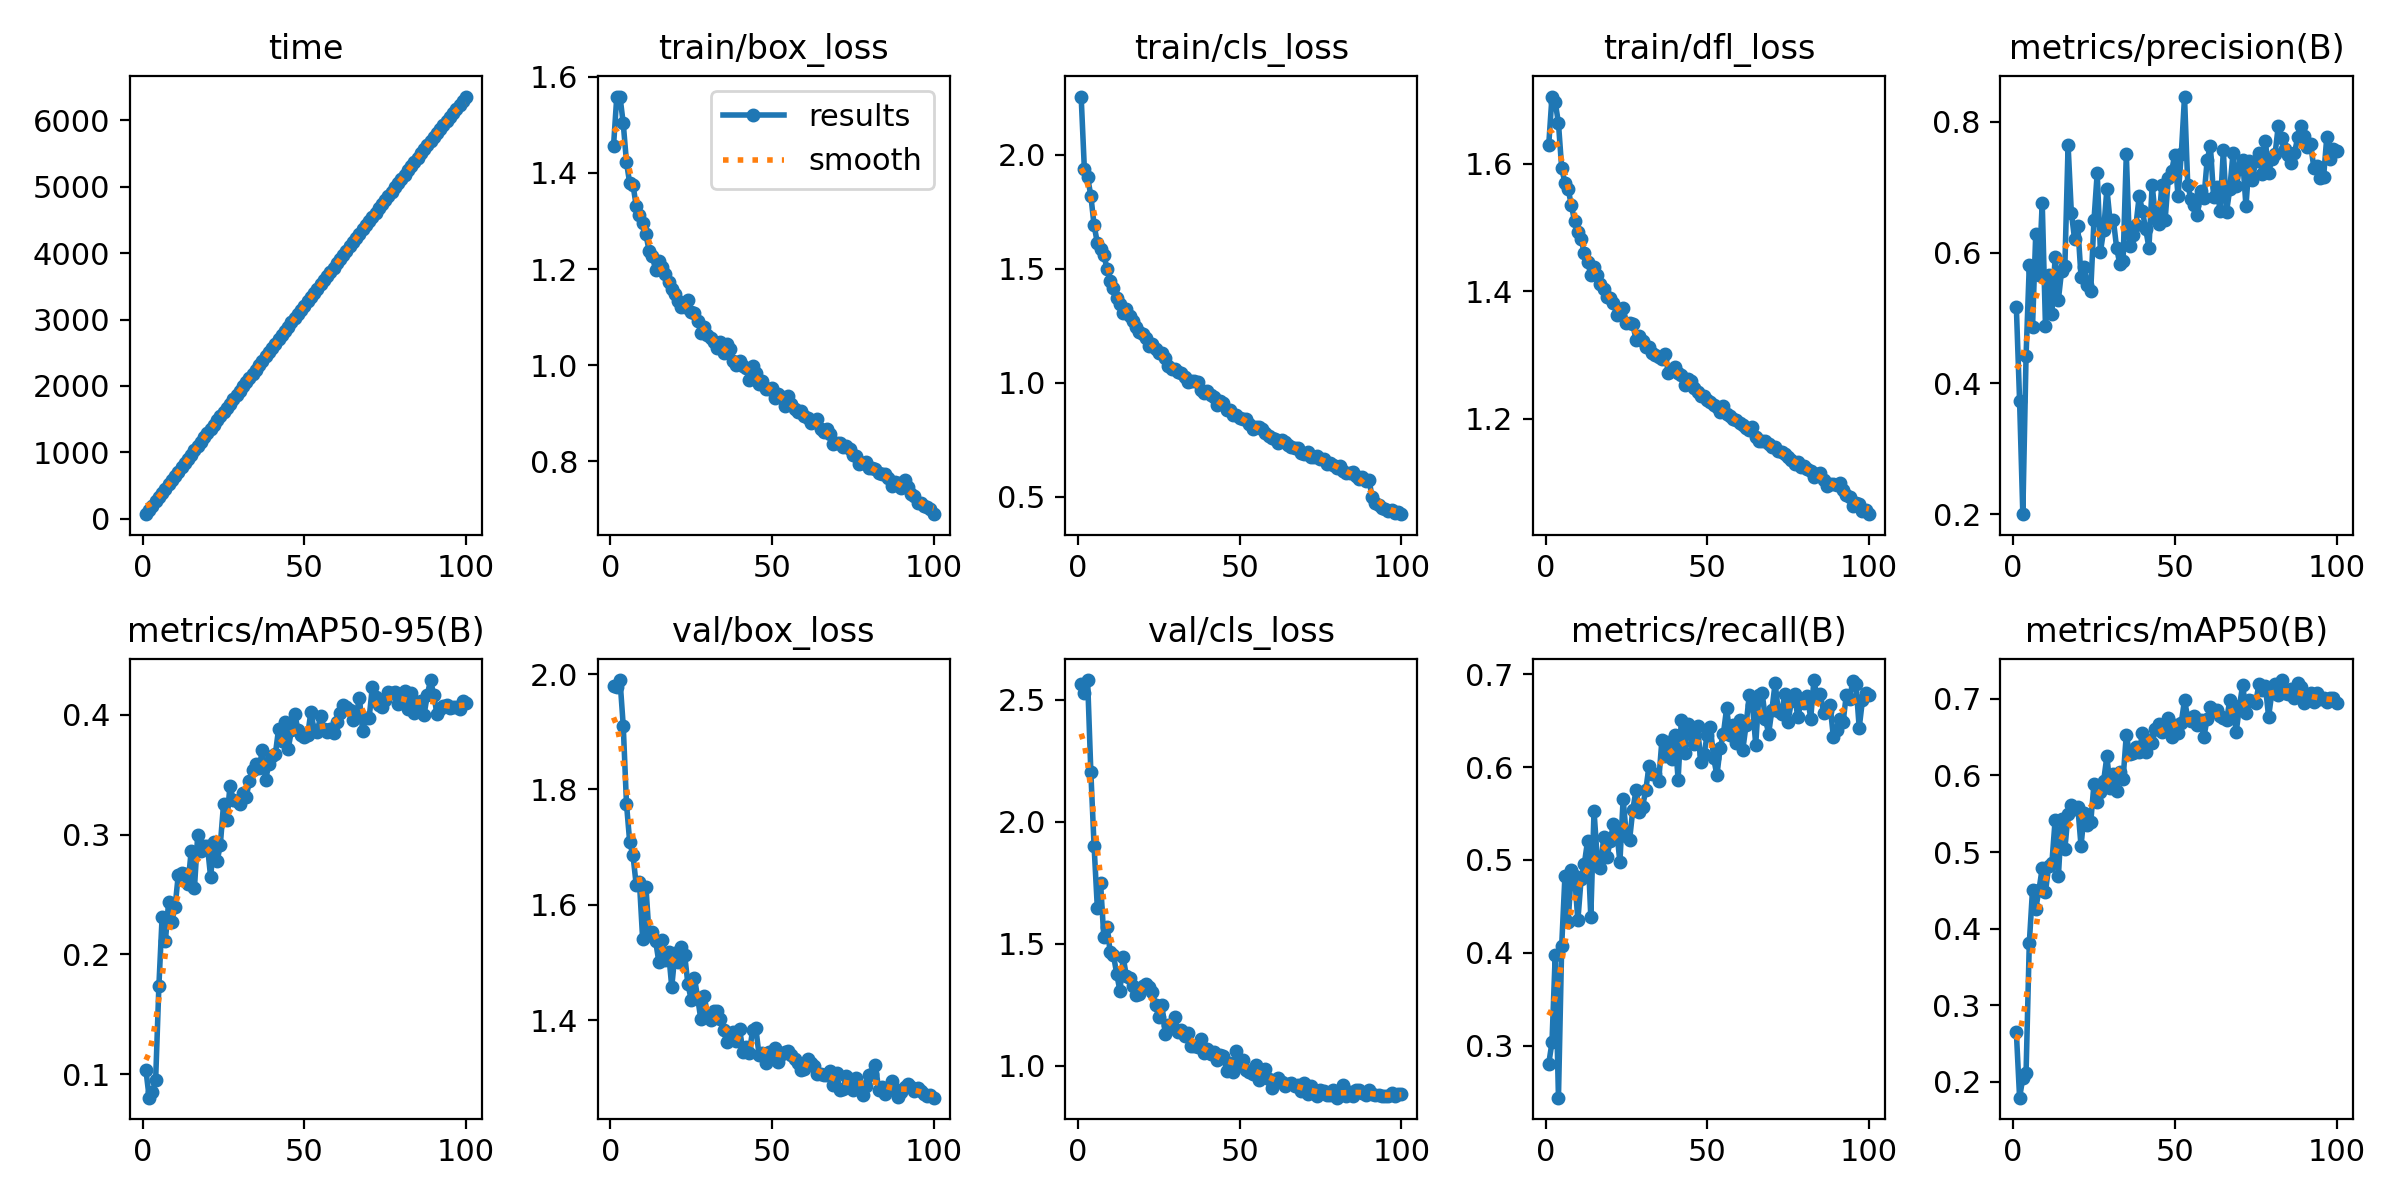 time
6000
5000
4000
3000
2000
1000
0
0 50 100
train/box_loss
1.6
1.4
1.2
1.0
0.8
results
smooth
0 50 100
train/cls_loss
2.0
1.5
1.0
0.5
0 50 100
train/dfl_loss
1.6
1.4
1.2
0 50 100
metrics/precision(B)
0.8
0.6
0.4
0.2
0 50 100
metrics/mAP50-95(B)
0.4
0.3
0.2
0.1
0 50 100
val/box_loss
2.0
1.8
1.6
1.4
0 50 100
val/cls_loss
2.5
2.0
1.5
1.0
0 50 100
metrics/recall(B)
0.7
0.6
0.5
0.4
0.3
0 50 100
metrics/mAP50(B)
0.7
0.6
0.5
0.4
0.3
0.2
0 50 100